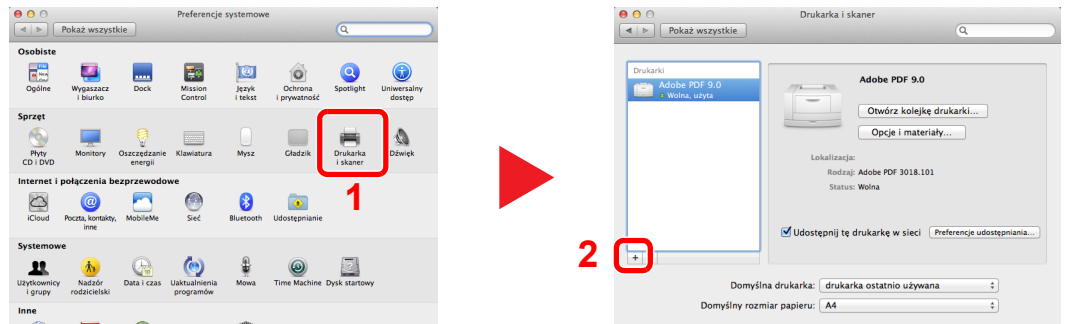 Preferencje systemowe
Pokaż wszystkie
Osobiste
Ogólne
Wygaszacz
i biurko
Dock
Mission
Control
Język
i tekst
Ochrona
i prywatność
Spotlight
Uniwersalny
dostęp
Sprzęt
Płyty
CD i DVD
Monitory
Oszczędzanie
energii
Klawiatura
Mysz
Gładzik
Drukarka
i skaner
Dźwięk
Internet i połączenia bezprzewodowe
1
iCloud
Poczta, kontakty,
inne
MobileMe
Sieć
Bluetooth
Udostępnianie
Systemowe
Użytkownicy
i grupy
Nadzór
rodzicielski
Data i czas
Uaktualnienia
programów
Mowa
Time Machine
Dysk startowy
Inne
Drukarka i skaner
Pokaż wszystkie
Drukarki
Adobe PDF 9.0
Wolna, użyta
Adobe PDF 9.0
Otwórz kolejkę drukarki...
Opcje i materiały...
Lokalizacja:
Rodzaj: Adobe PDF 3018.101
Status: Wolna
Udostępnij tę drukarkę w sieci
Preferencje udostępniania...
2
+
Domyślna drukarka: drukarka ostatnio używana
Domyślny rozmiar papieru: A4